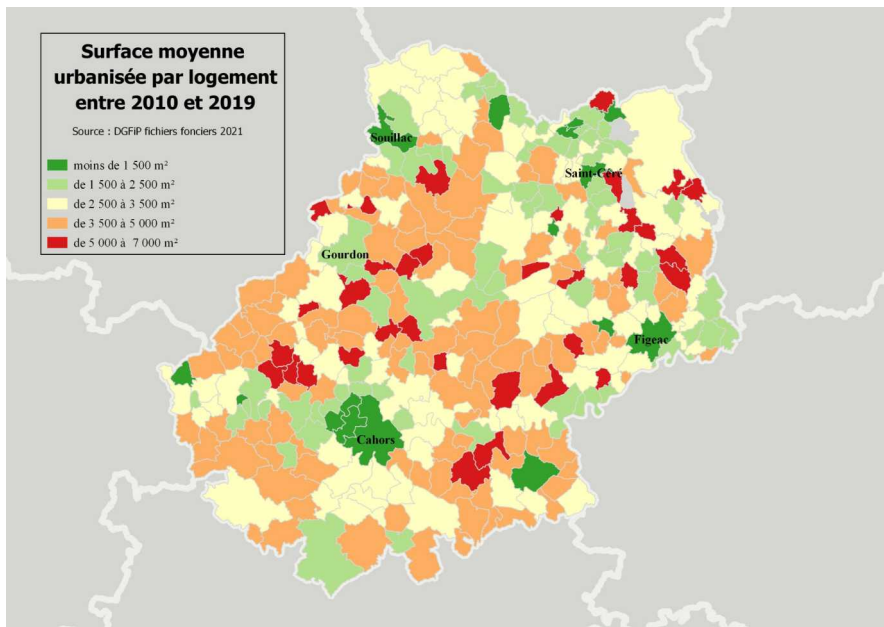 Surface moyenne
urbanisée par logement
entre 2010 et 2019
Source : DGFiP fichiers fonciers 2021
moins de 1 500 m²
de 1 500 à 2 500 m²
de 2 500 à 3 500 m²
de 3 500 à 5 000 m²
de 5 000 à 7 000 m²
Souillac
Saint-Céré
Gourdon
Figeac
Cahors